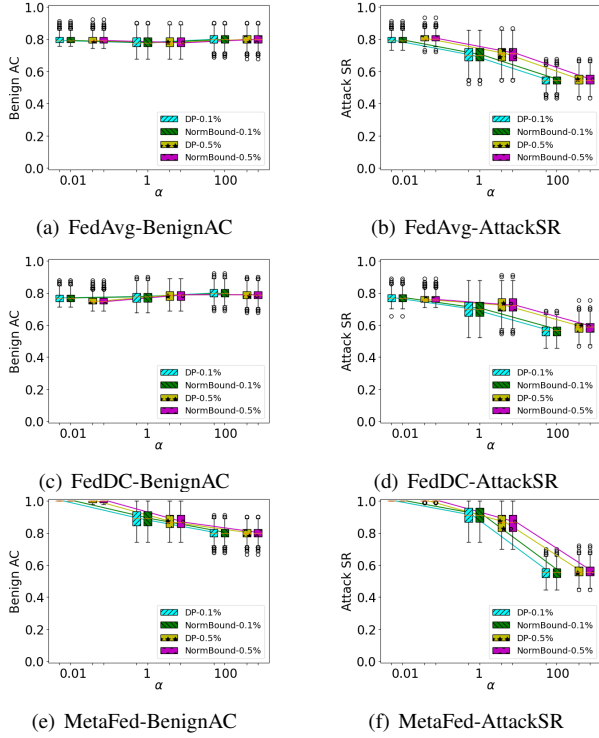 1.0
0.8
0.6
0.4
0.2
0.0
Benign AC
DP-0.1%
NormBound-0.1%
DP-0.5%
NormBound-0.5%
0.01 1 100
α
(a) FedAvg-BenignAC
1.0
0.8
0.6
0.4
0.2
0.0
Attack SR
DP-0.1%
NormBound-0.1%
DP-0.5%
NormBound-0.5%
0.01 1 100
α
(b) FedAvg-AttackSR
1.0
0.8
0.6
0.4
0.2
0.0
Benign AC
DP-0.1%
NormBound-0.1%
DP-0.5%
NormBound-0.5%
0.01 1 100
α
(c) FedDC-BenignAC
1.0
0.8
0.6
0.4
0.2
0.0
Attack SR
DP-0.1%
NormBound-0.1%
DP-0.5%
NormBound-0.5%
0.01 1 100
α
(d) FedDC-AttackSR
1.0
0.8
0.6
0.4
0.2
0.0
Benign AC
DP-0.1%
NormBound-0.1%
DP-0.5%
NormBound-0.5%
0.01 1 100
α
(e) MetaFed-BenignAC
1.0
0.8
0.6
0.4
0.2
0.0
Attack SR
DP-0.1%
NormBound-0.1%
DP-0.5%
NormBound-0.5%
0.01 1 100
α
(f) MetaFed-AttackSR